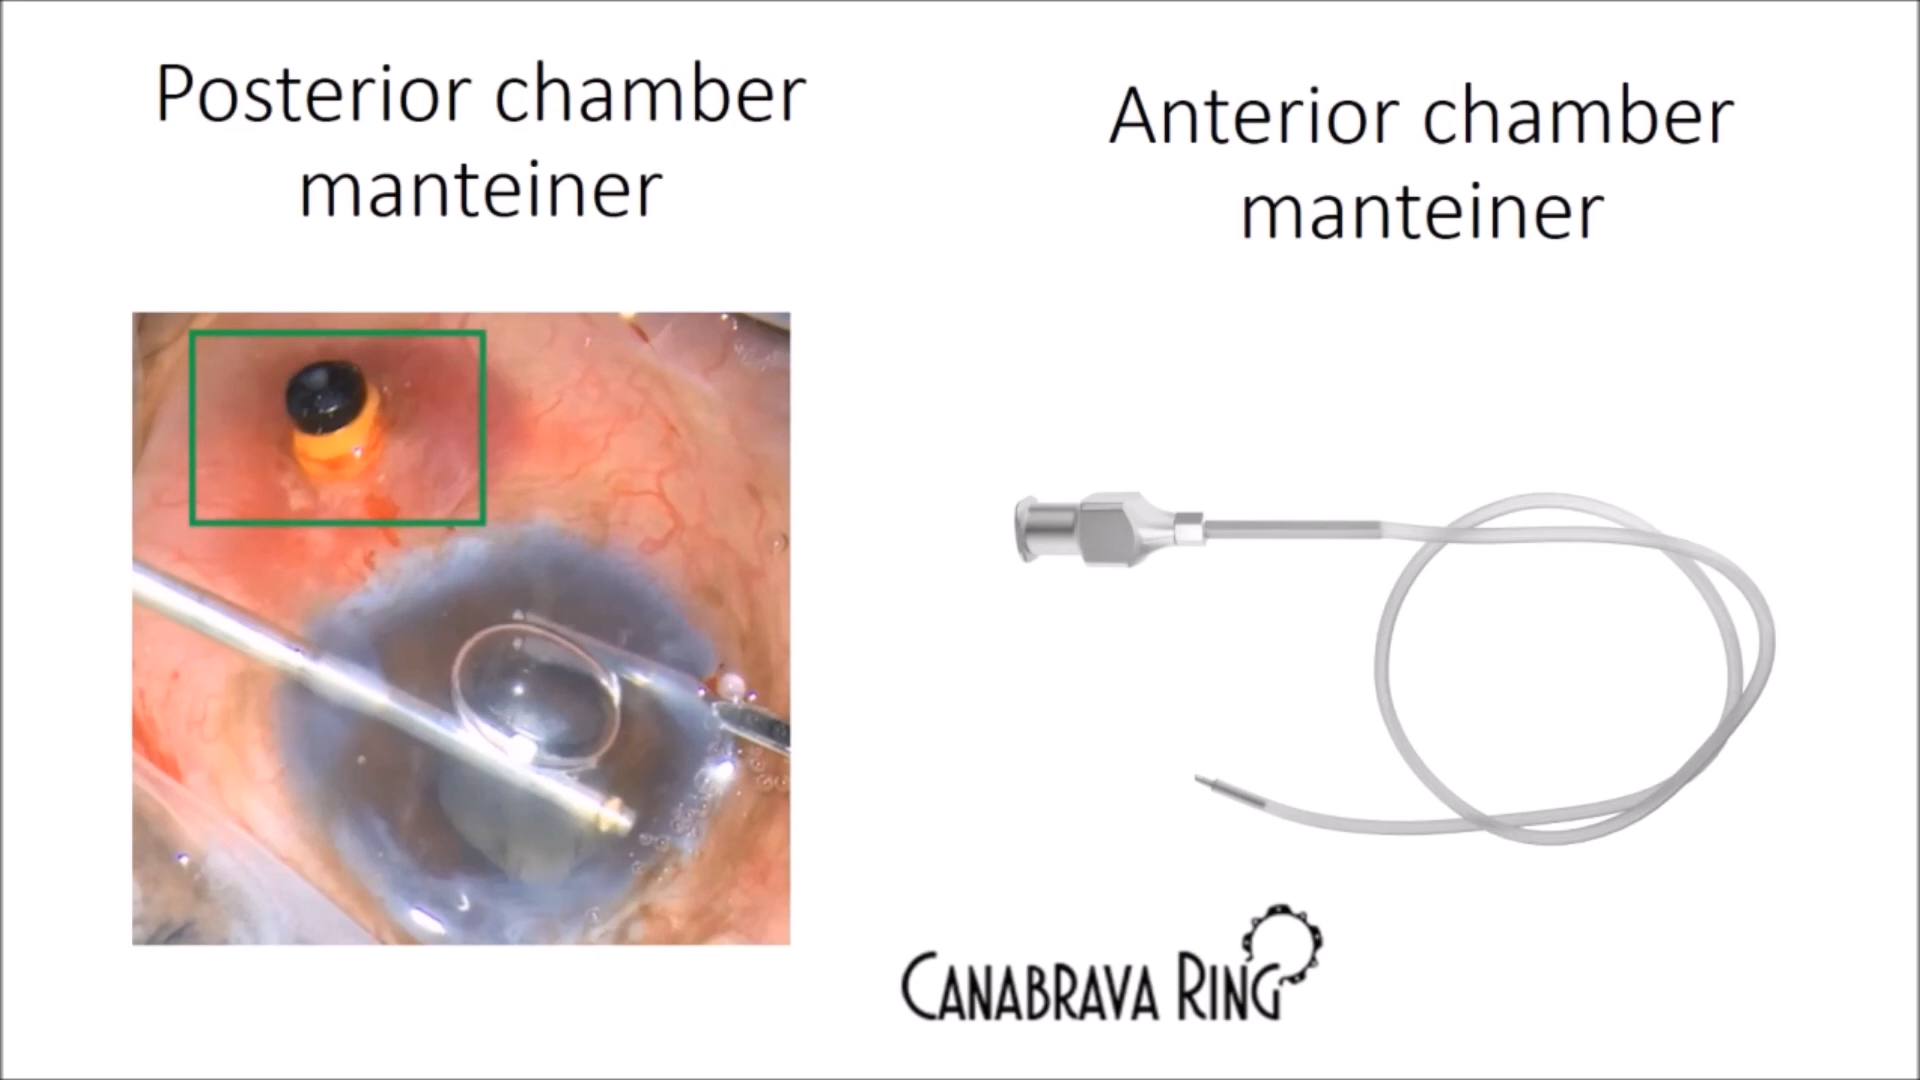 Posterior chamber
manteiner
Anterior chamber
manteiner
CANABRAVA RING